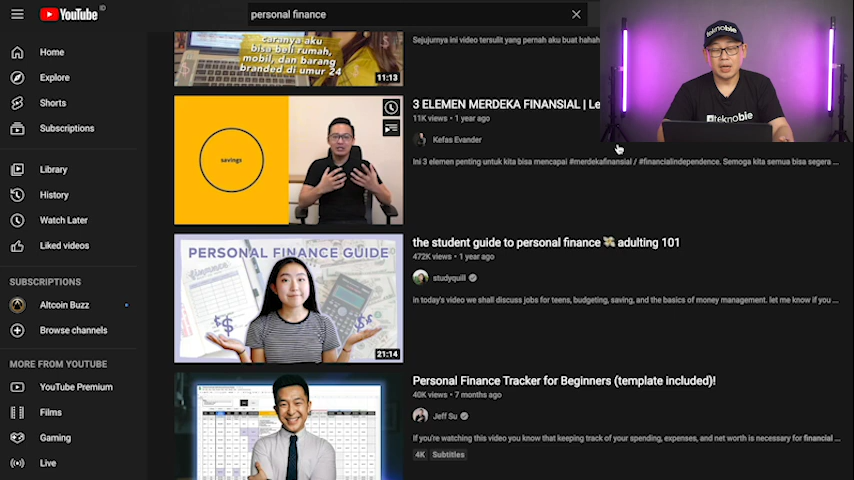 YouTube ID
personal finance
teknobie
teknobie
Home
Explore
Shorts
Subscriptions
Library
History
Watch Later
Liked videos
SUBSCRIPTIONS
Altcoin Buzz
Browse channels
MORE FROM YOUTUBE
YouTube Premium
Films
Gaming
Live
caranya aku
bisa beli rumah,
mobil, dan barang
branded di umur 24
11:13
Sejujurnya ini video tersulit yang pernah aku buat hahah
savings
3 ELEMEN MERDEKA FINANSIAL | Le
11K views • 1 year ago
Kefas Evander
Ini 3 elemen penting untuk kita bisa mencapai #merdekafinansial / #financialindependence. Semoga kita semua bisa segera ...
PERSONAL FINANCE GUIDE
$$
$$
21:14
the student guide to personal finance 💸 adulting 101
472K views • 1 year ago
studyquill
in today's video we shall discuss jobs for teens, budgeting, saving, and the basics of money management. let me know if you ...
Personal Finance Tracker for Beginners (template included)!
40K views • 7 months ago
Jeff Su
If you're watching this video you know that keeping track of your spending, expenses, and net worth is necessary for financial ...
4K Subtitles